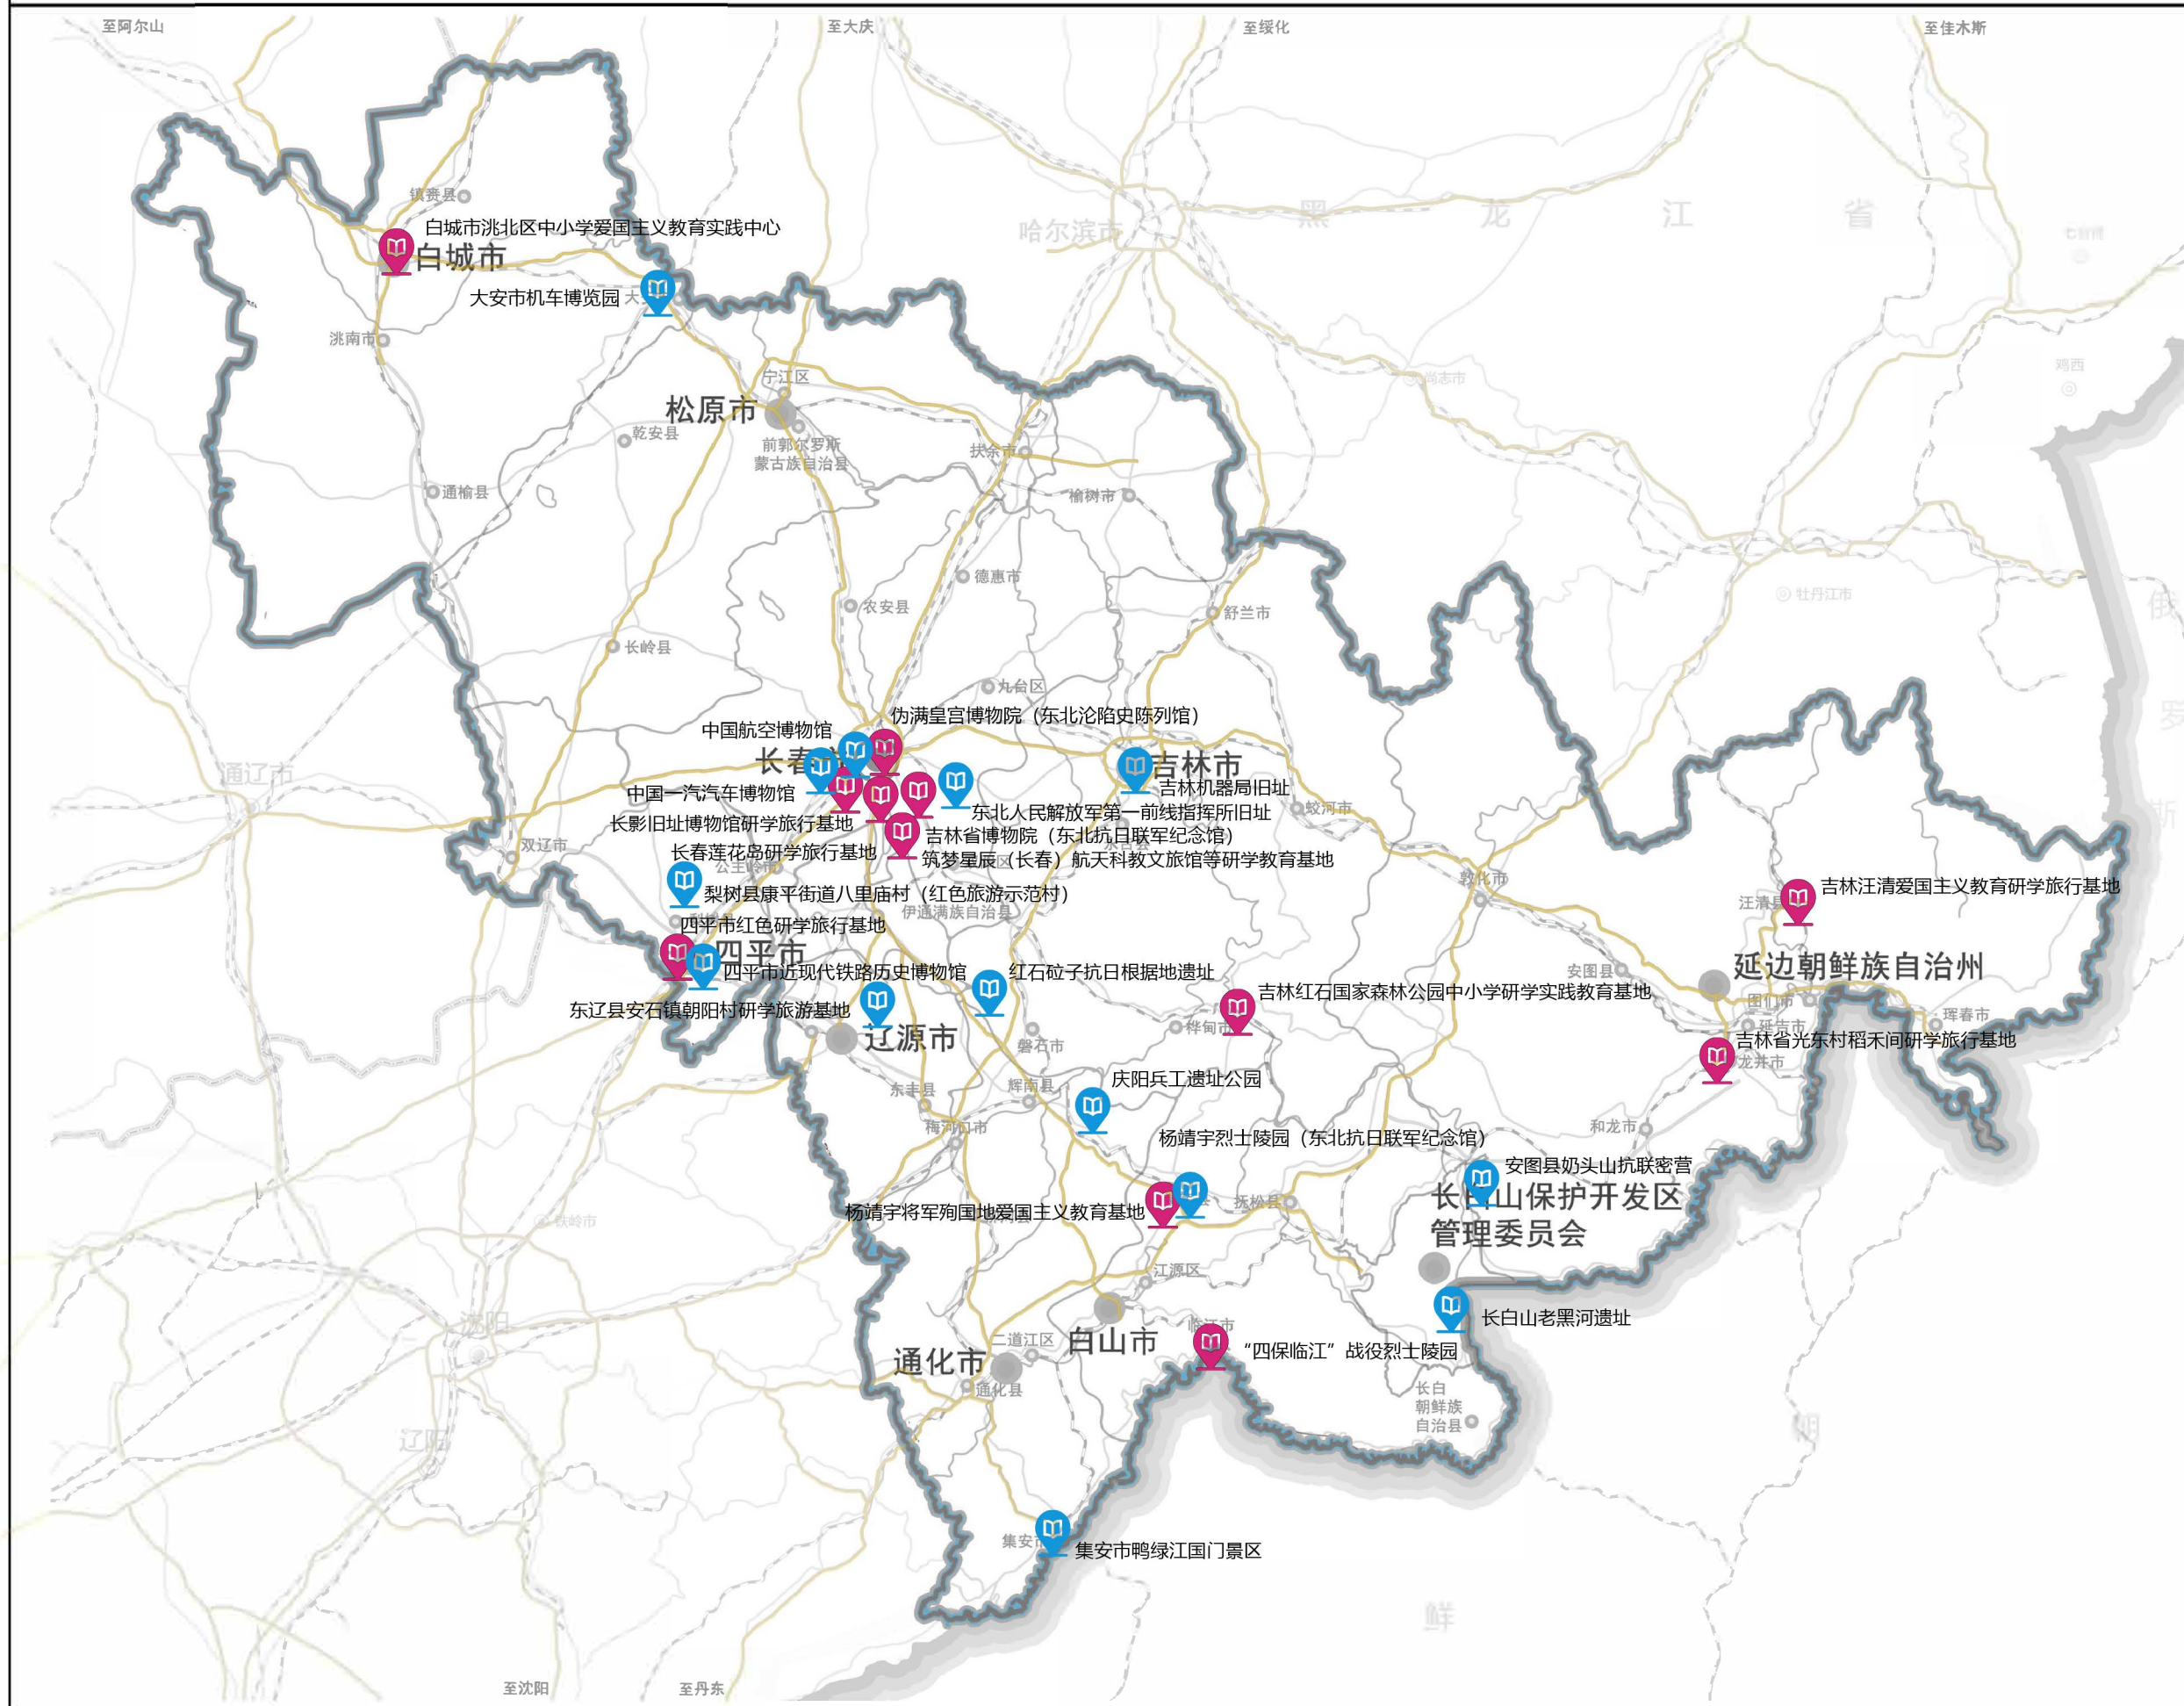 至阿尔山
至大庆
至绥化
至佳木斯
镇赉县
黑龙江省
白城市洮北区中小学爱国主义教育实践中心
哈尔滨市
白城市
大安市机车博览园
洮南市
鸡西
宁江区
尚志市
松原市
乾安县
前郭尔罗斯
蒙古族自治县
扶余市
通榆县
榆树市
德惠市
牡丹江市
农安县
俄罗斯
舒兰市
长岭县
九台区
伪满皇宫博物院（东北沦陷史陈列馆）
中国航空博物馆
吉林市
通辽市
吉林机器局旧址
中国一汽汽车博物馆
蛟河市
东北人民解放军第一前线指挥所旧址
长影旧址博物馆研学旅行基地
吉林省博物院（东北抗日联军纪念馆）
双辽市
长春莲花岛研学旅行基地
筑梦星辰（长春）航天科教文旅馆等研学教育基地
公主岭市
敦化市
吉林汪清爱国主义教育研学旅行基地
梨树县康平街道八里庙村（红色旅游示范村）
汪清县
伊通满族自治县
四平市红色研学旅行基地
四平市
延边朝鲜族自治州
四平市近现代铁路历史博物馆
红石砬子抗日根据地遗址
安图县
吉林红石国家森林公园中小学研学实践教育基地
图们市
东辽县安石镇朝阳村研学旅游基地
珲春市
延吉市
桦甸市
辽源市
吉林省光东村稻禾间研学旅行基地
磐石市
龙井市
庆阳兵工遗址公园
辉南县
东丰县
梅河口市
和龙市
杨靖宇烈士陵园（东北抗日联军纪念馆）
安图县奶头山抗联密营
长白山保护开发区
管理委员会
抚松县
杨靖宇将军殉国地爱国主义教育基地
铁岭市
江源区
长白山老黑河遗址
沈阳
临江市
二道江区
白山市
“四保临江”战役烈士陵园
通化市
通化县
长白
朝鲜族
自治县
朝鲜
辽阳
集安市鸭绿江国门景区
至沈阳
至丹东